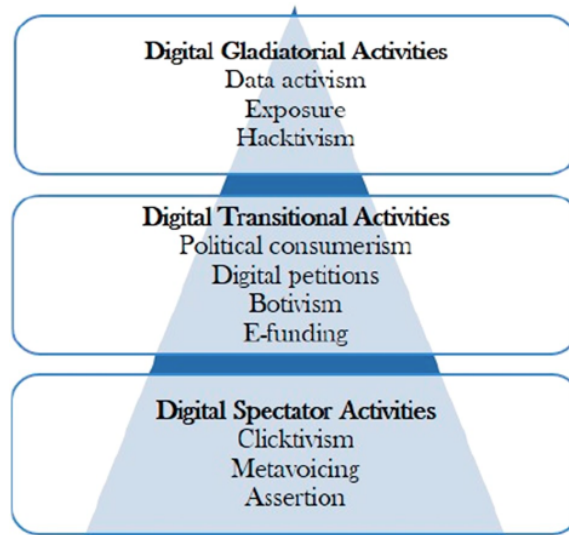 Digital Gladiatorial Activities
Data activism
Exposure
Hacktivism
Digital Transitional Activities
Political consumerism
Digital petitions
Botivism
E-funding
Digital Spectator Activities
Clicktivism
Metavoicing
Assertion